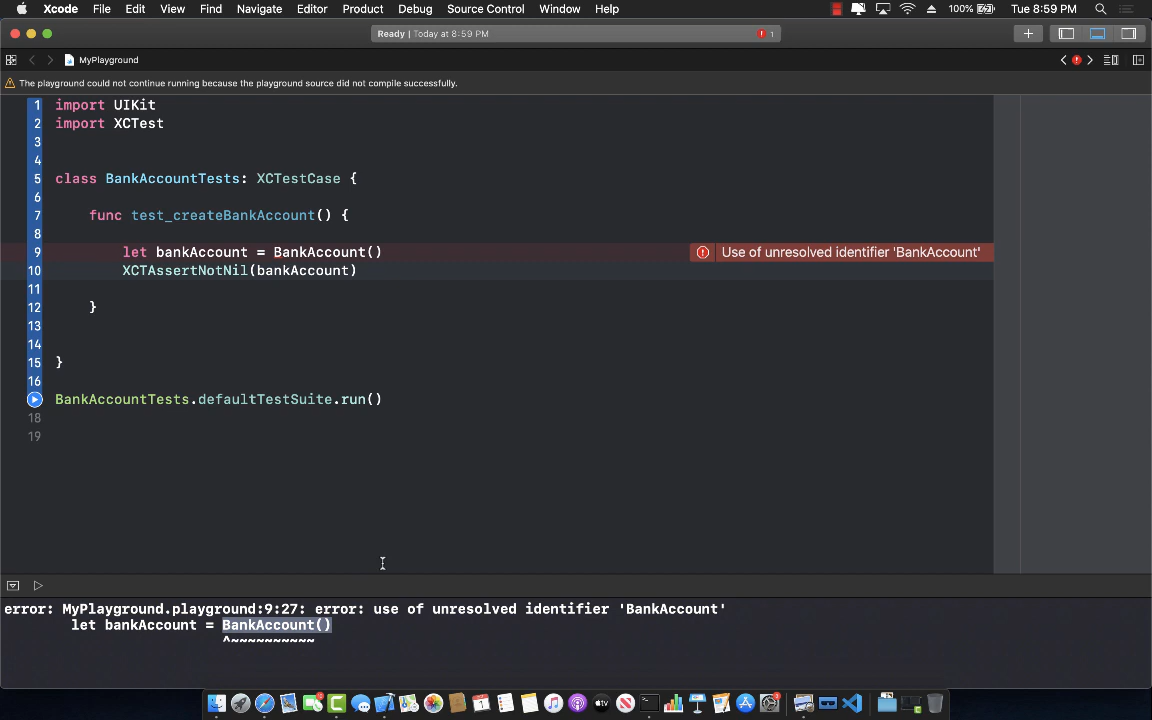 Xcode File Edit View Find Navigate Editor Product Debug Source Control Window Help 100% Tue 8:59 PM
Ready | Today at 8:59 PM 1
MyPlayground
The playground could not continue running because the playground source did not compile successfully.
1 import UIKit
2 import XCTest
3
4
5 class BankAccountTests: XCTestCase {
6
7 func test_createBankAccount() {
8
9 let bankAccount = BankAccount() Use of unresolved identifier 'BankAccount'
10 XCTAssertNotNil(bankAccount)
11
12 }
13
14
15 }
16
BankAccountTests.defaultTestSuite.run()
18
19
error: MyPlayground.playground:9:27: error: use of unresolved identifier 'BankAccount'
let bankAccount = BankAccount()
^~~~~~~~~~~